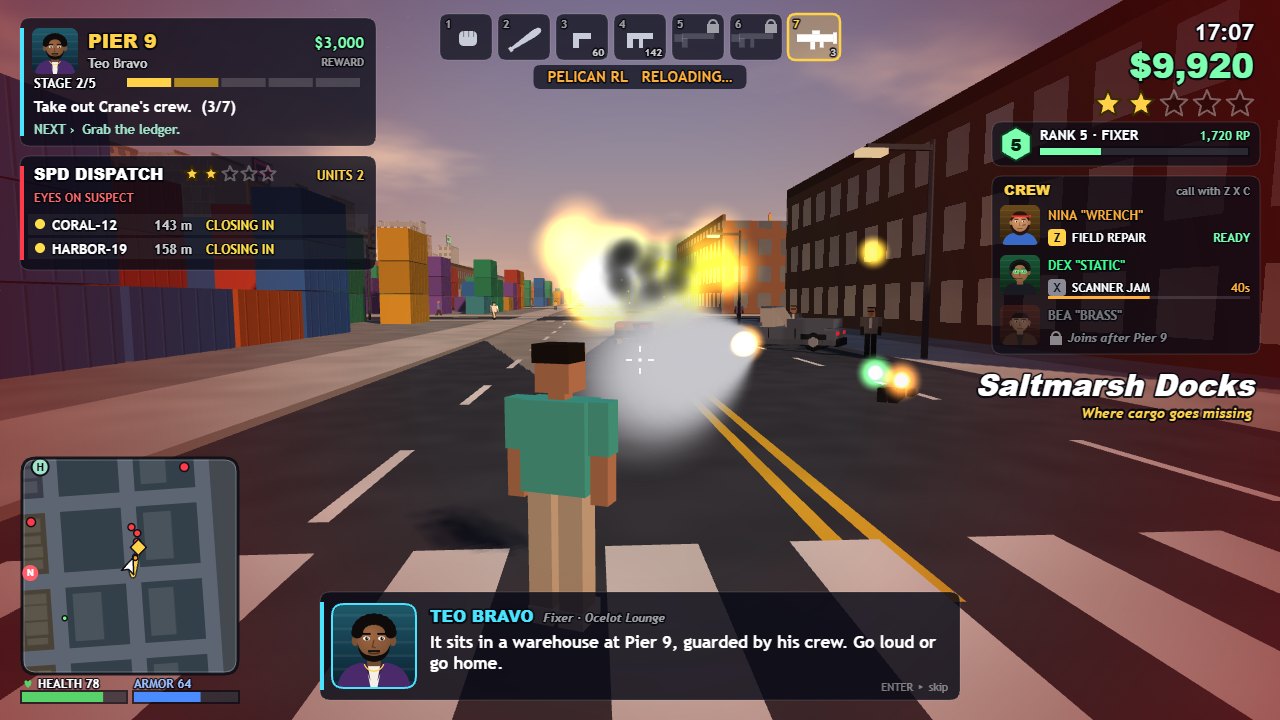 PIER 9
Teo Bravo
$3,000
REWARD
STAGE 2/5
Take out Crane's crew. (3/7)
NEXT › Grab the ledger.
SPD DISPATCH
UNITS 2
EYES ON SUSPECT
CORAL-12 143 m CLOSING IN
HARBOR-19 158 m CLOSING IN
1 2 3 4 5 6 7
60 142 3
PELICAN RL RELOADING...
17:07
$9,920
5 RANK 5 · FIXER 1,720 RP
CREW call with Z X C
NINA "WRENCH"
Z FIELD REPAIR READY
DEX "STATIC"
X SCANNER JAM 40s
BEA "BRASS"
Joins after Pier 9
Saltmarsh Docks
Where cargo goes missing
H
N
HEALTH 78 ARMOR 64
TEO BRAVO Fixer · Ocelot Lounge
It sits in a warehouse at Pier 9, guarded by his crew. Go loud or
go home.
ENTER ▸ skip